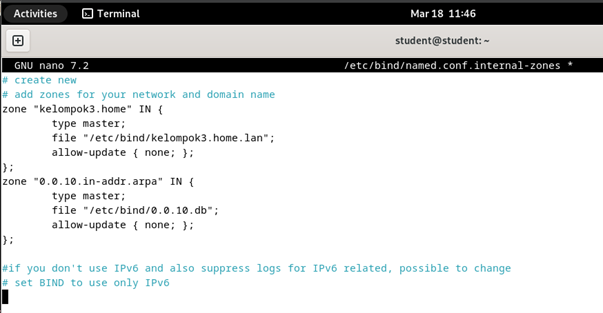 Activities Terminal Mar 18 11:46
student@student: ~
GNU nano 7.2 /etc/bind/named.conf.internal-zones *
# create new
# add zones for your network and domain name
zone "kelompok3.home" IN {
        type master;
        file "/etc/bind/kelompok3.home.lan";
        allow-update { none; };
};
zone "0.0.10.in-addr.arpa" IN {
        type master;
        file "/etc/bind/0.0.10.db";
        allow-update { none; };
};

#if you don't use IPv6 and also suppress logs for IPv6 related, possible to change
# set BIND to use only IPv6